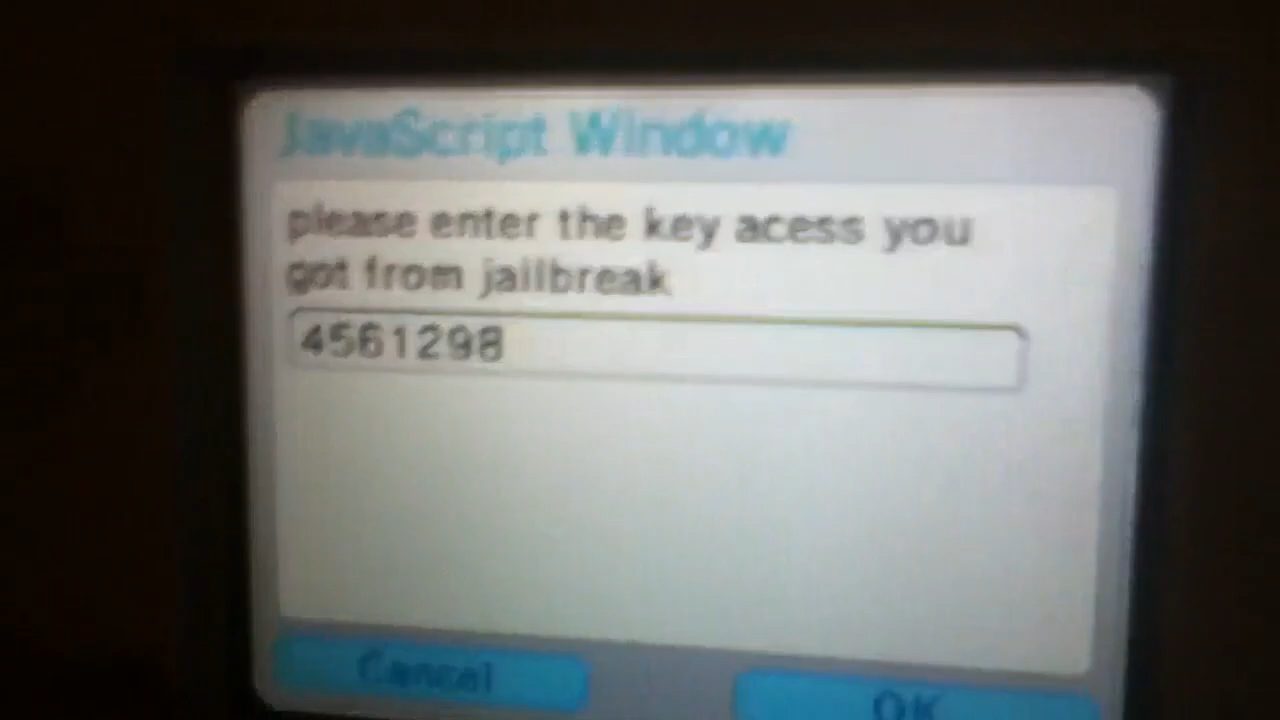 JavaScript Window
please enter the key acess you
got from jailbreak
4561298
Cancel
OK